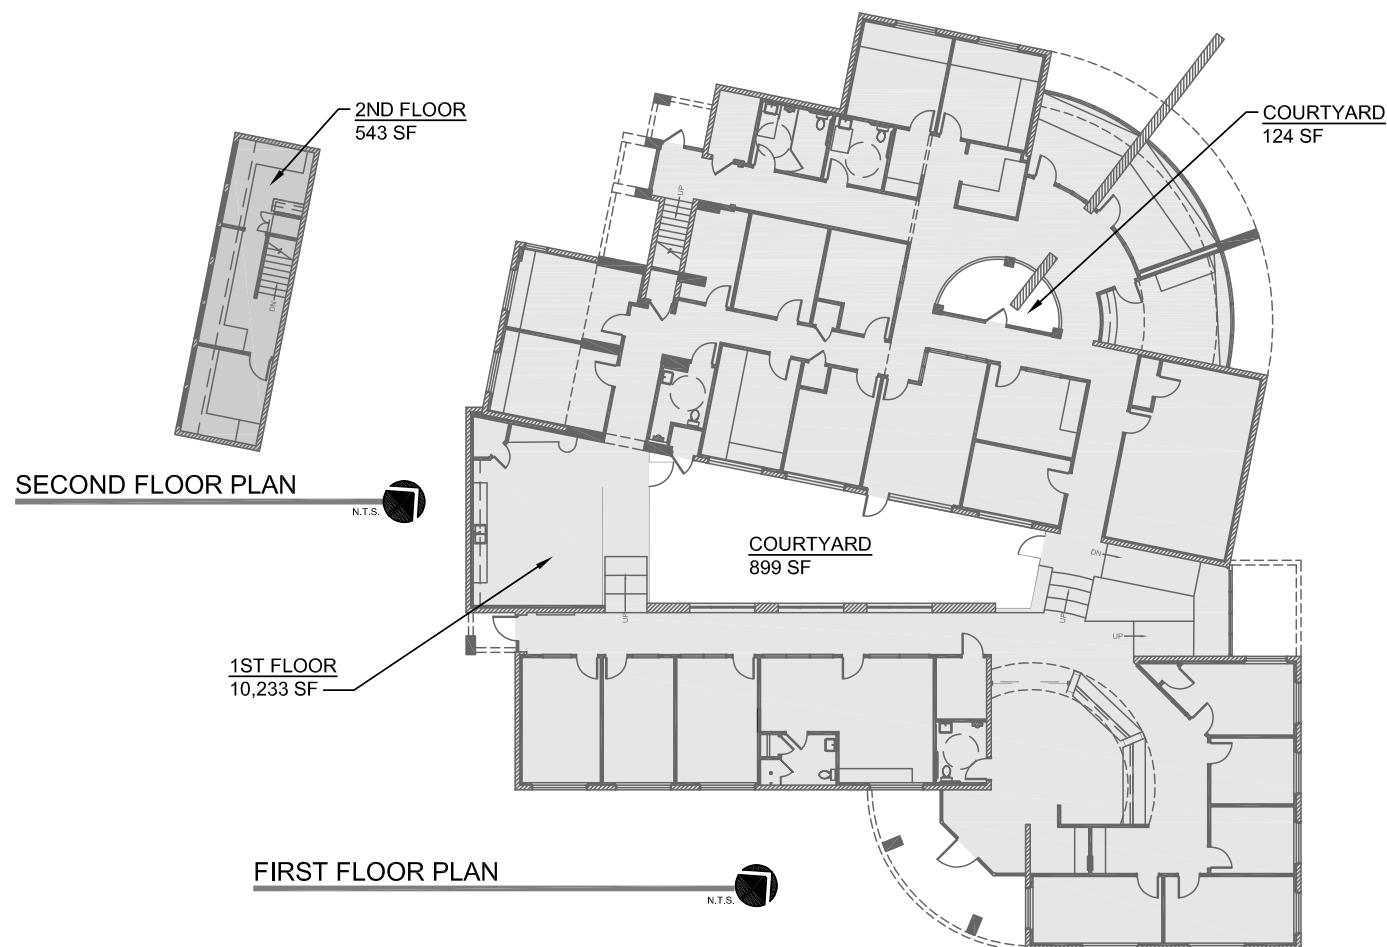 2ND FLOOR
543 SF
COURTYARD
124 SF
UP
DN
SECOND FLOOR PLAN
N.T.S.
COURTYARD
899 SF
DN
UP
UP
UP
1ST FLOOR
10,233 SF
FIRST FLOOR PLAN
N.T.S.